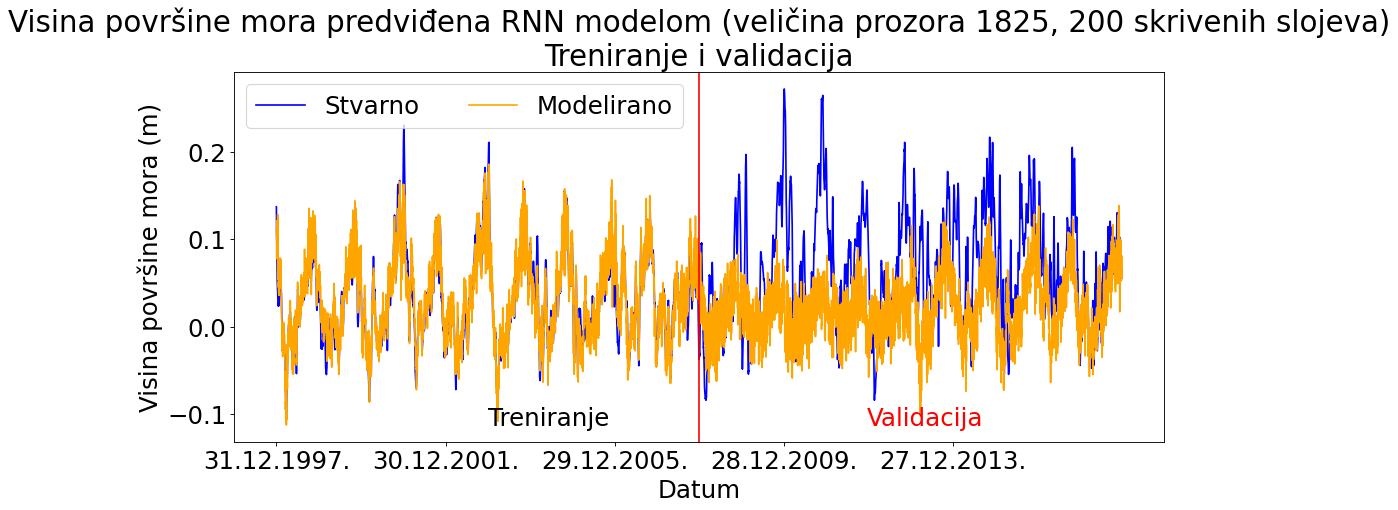 Visina površine mora predviđena RNN modelom (veličina prozora 1825, 200 skrivenih slojeva)
Treniranje i validacija
Stvarno
Modelirano
Visina površine mora (m)
0.2
0.1
0.0
−0.1
Treniranje
Validacija
31.12.1997.
30.12.2001.
29.12.2005.
28.12.2009.
27.12.2013.
Datum